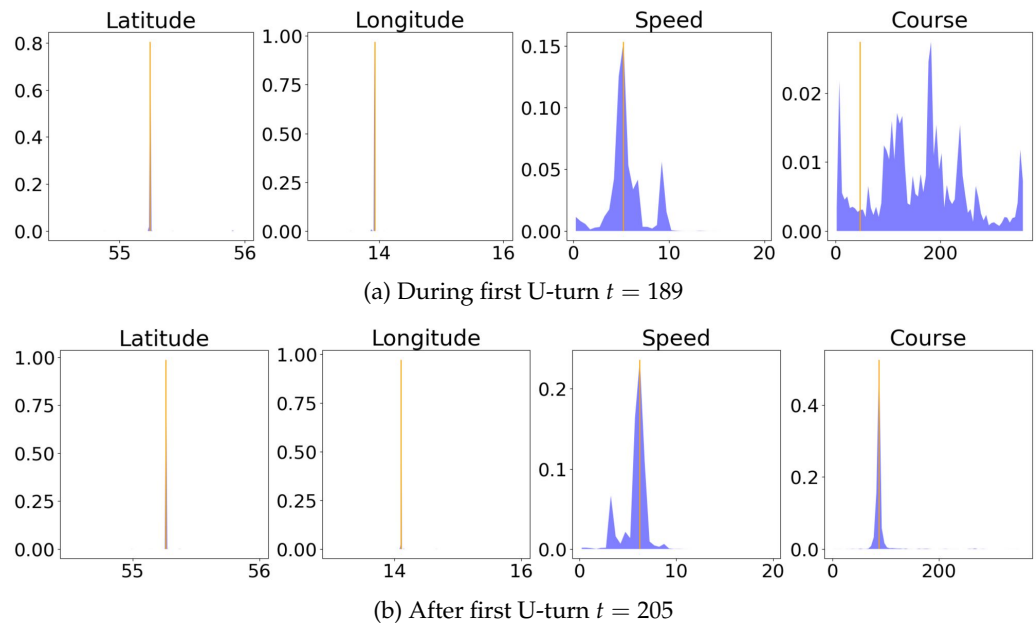 Latitude Longitude Speed Course
0.8 1.00 0.15
0.6 0.75 0.10 0.02
0.4 0.50
0.2 0.25 0.05 0.01
0.0 0.00 0.00 0.00
55 56 14 16 0 10 20 0 200
(a) During first U-turn t = 189
Latitude Longitude Speed Course
1.00 1.00
0.75 0.75 0.2 0.4
0.50 0.50
0.25 0.25 0.1 0.2
0.00 0.00 0.0 0.0
55 56 14 16 0 10 20 0 200
(b) After first U-turn t = 205